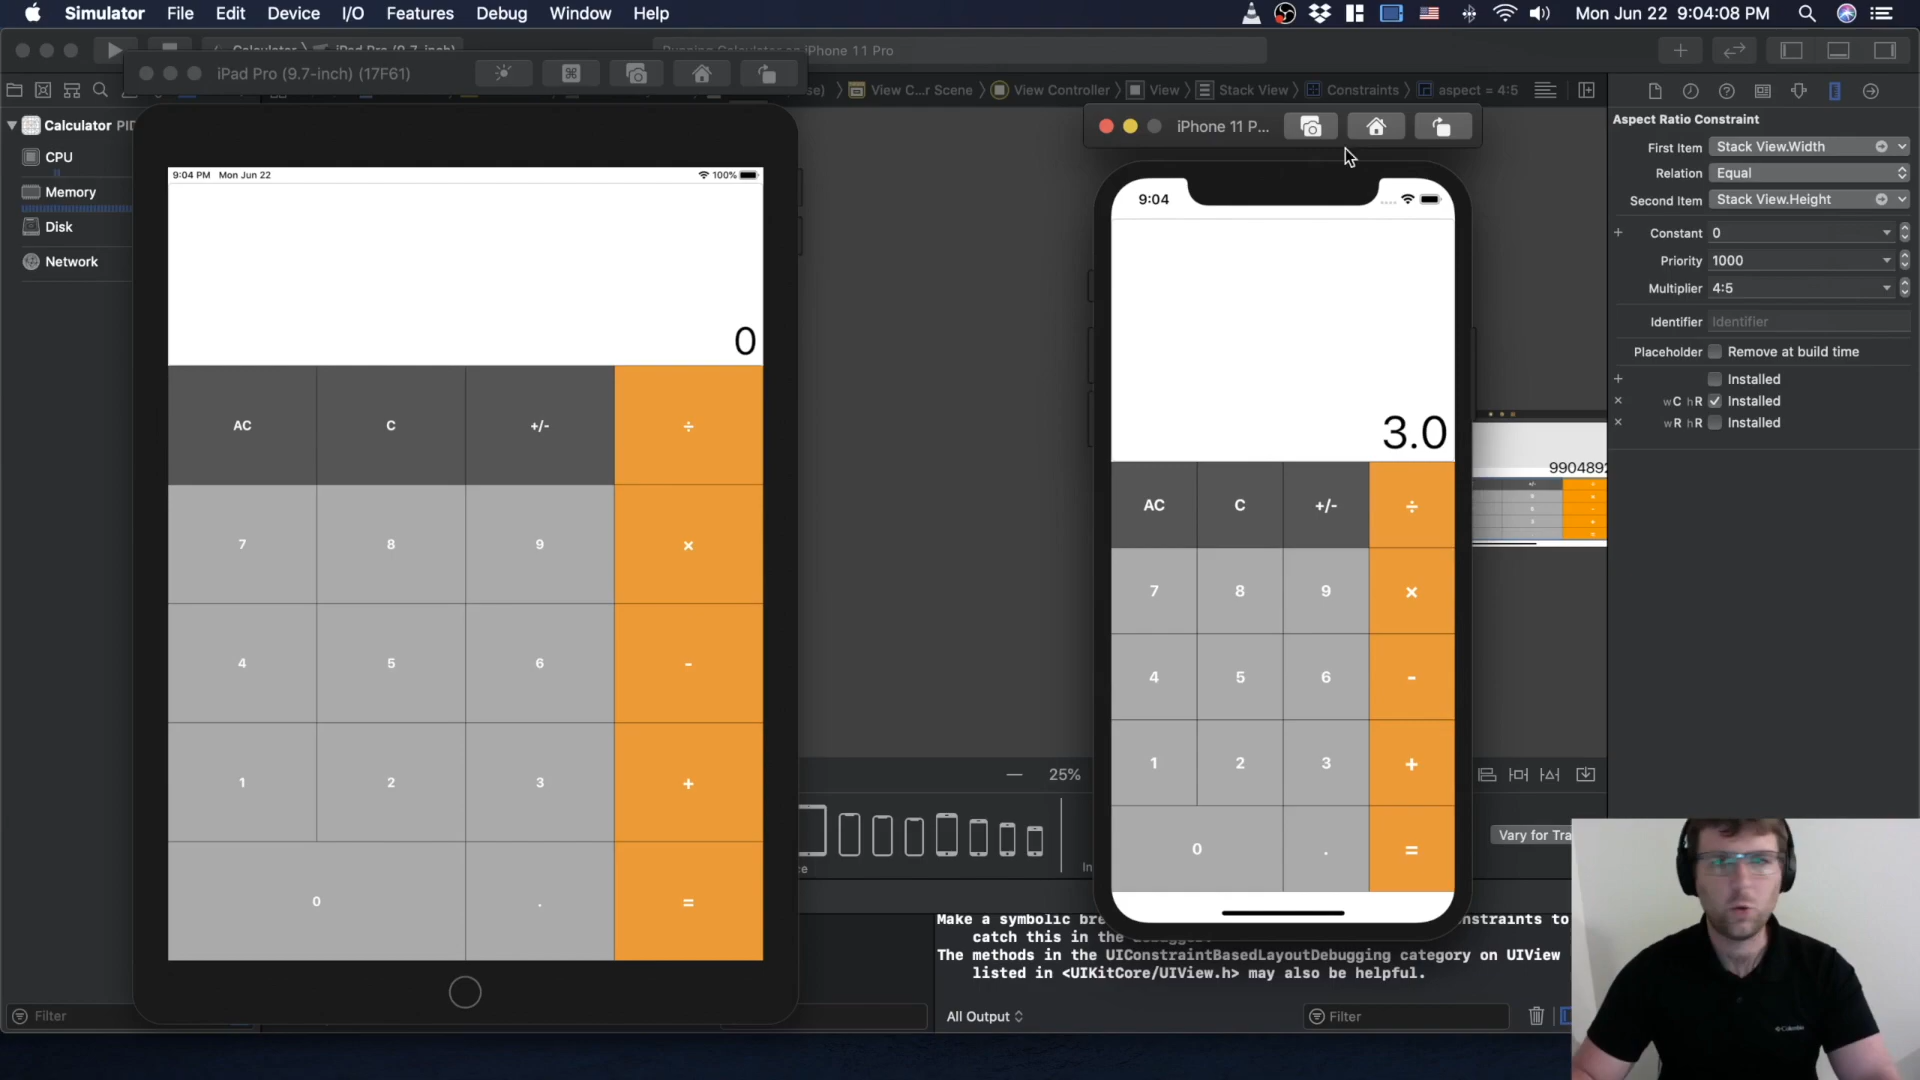 Simulator File Edit View Device I/O Features Debug Window Help Mon Jun 22 9:04:08 PM
Running Calculator on iPhone 11 Pro
iPad Pro (9.7-inch) (17F61)
View C...r Scene View Controller View Stack View Constraints aspect = 4:5
Calculator PID
CPU
Memory
Disk
Network
Filter
9:04 PM Mon Jun 22 100%
0
AC C +/- ÷
7 8 9 ×
4 5 6 -
1 2 3 +
0 . =
iPhone 11 P...
9:04
3.0
AC C +/- ÷
7 8 9 ×
4 5 6 -
1 2 3 +
0 . =
25%
Vary for Tra
Make a symbolic bre
nstraints to
catch this in the debugger.
The methods in the UIConstraintBasedLayoutDebugging category on UIView
listed in <UIKitCore/UIView.h> may also be helpful.
All Output
Filter
Aspect Ratio Constraint
First Item Stack View.Width
Relation Equal
Second Item Stack View.Height
Constant 0
Priority 1000
Multiplier 4:5
Identifier Identifier
Placeholder Remove at build time
Installed
wC hR Installed
wR hR Installed
Columbia